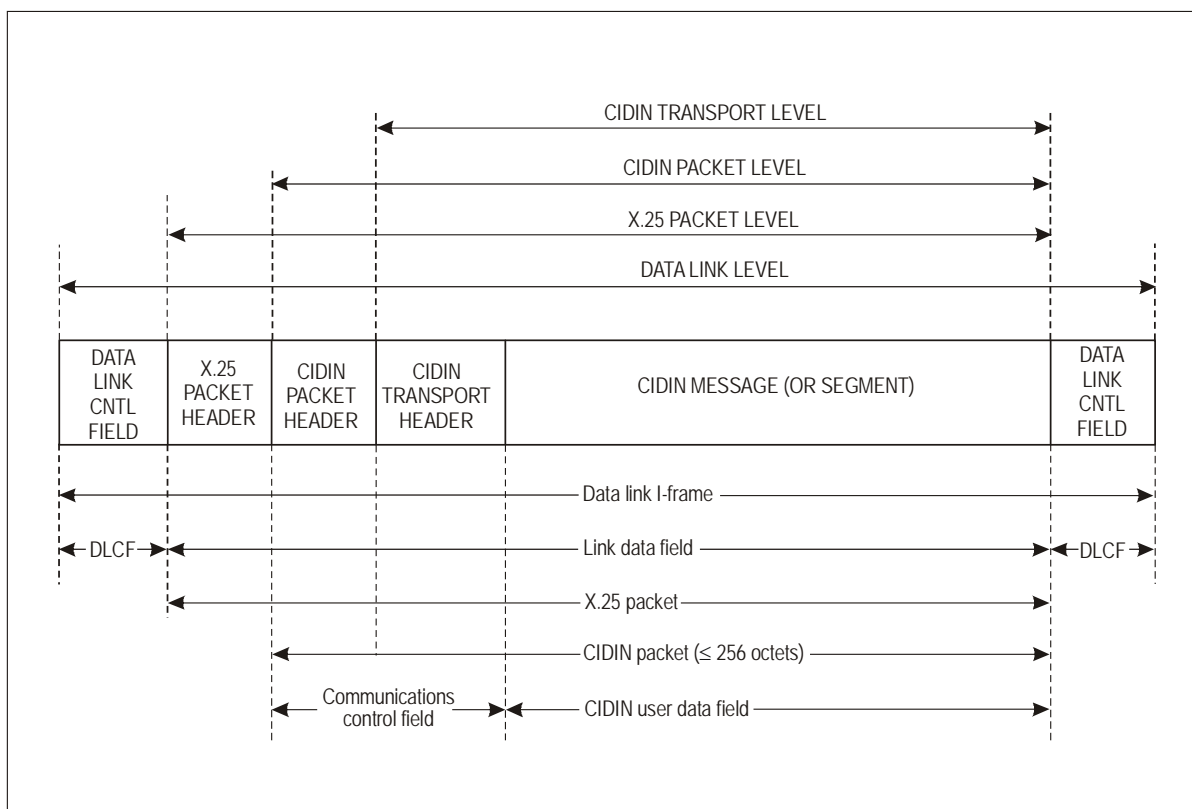 CIDIN TRANSPORT LEVEL
CIDIN PACKET LEVEL
X.25 PACKET LEVEL
DATA LINK LEVEL
DATA
LINK
CNTL
FIELD
X.25
PACKET
HEADER
CIDIN
PACKET
HEADER
CIDIN
TRANSPORT
HEADER
CIDIN MESSAGE (OR SEGMENT)
DATA
LINK
CNTL
FIELD
Data link I-frame
DLCF
Link data field
DLCF
X.25 packet
CIDIN packet (≤ 256 octets)
Communications
control field
CIDIN user data field